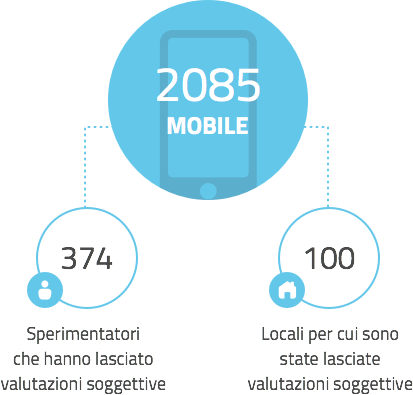 2085
MOBILE
374
100
Sperimentatori
che hanno lasciato
valutazioni soggettive
Locali per cui sono
state lasciate
valutazioni soggettive